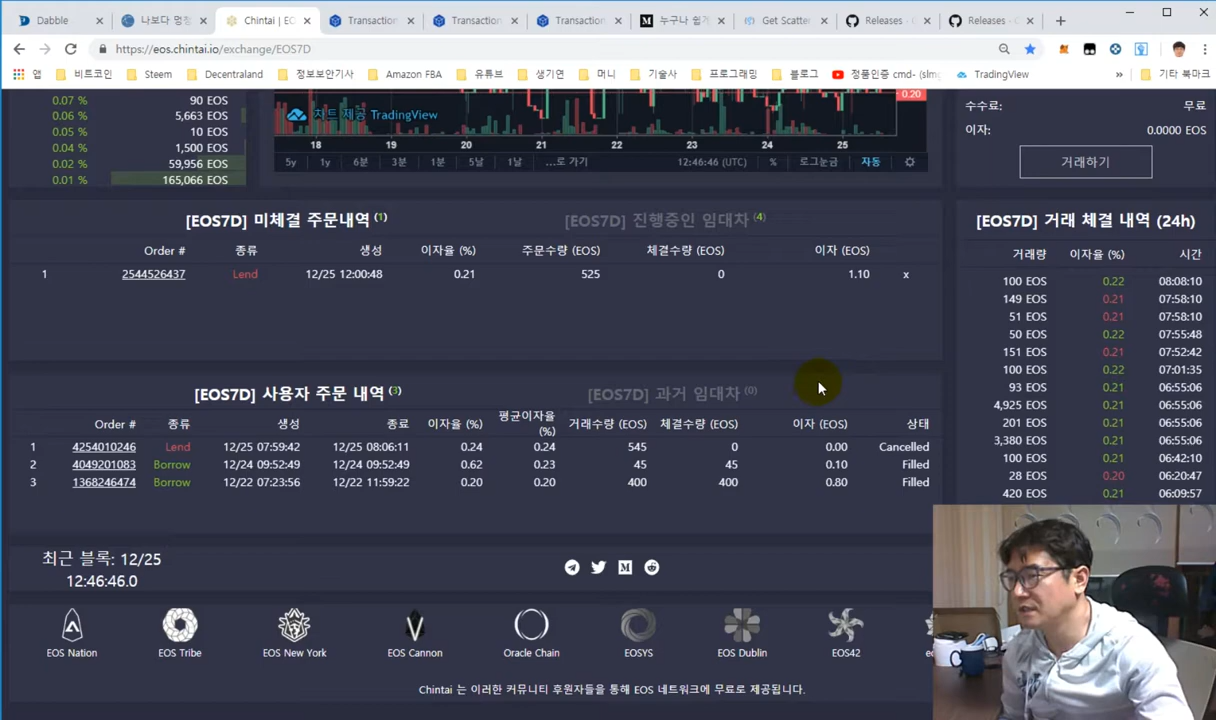 Dabble
나보다 멍청
Chintai | EO
Transaction
Transaction
Transaction
누구나 쉽게
Get Scatter
Releases - 
Releases - 
https://eos.chintai.io/exchange/EOS7D
앱
비트코인
Steem
Decentraland
정보보안기사
Amazon FBA
유튜브
생기연
머니
기술사
프로그래밍
블로그
정품인증 cmd- (slmg
TradingView
»
기타 북마크
0.07 % 90 EOS
0.06 % 5,663 EOS
0.05 % 10 EOS
0.04 % 1,500 EOS
0.02 % 59,956 EOS
0.01 % 165,066 EOS
차트 제공 TradingView
0.20
18 19 20 21 22 23 24 25
5y 1y 6분 3분 1분 5날 1날 ...로 가기 12:46:46 (UTC) % 로그눈금 자동
수수료: 무료
이자: 0.0000 EOS
거래하기
[EOS7D] 미체결 주문내역 (1)
[EOS7D] 진행중인 임대차 (4)
Order # 종류 생성 이자율 (%) 주문수량 (EOS) 체결수량 (EOS) 이자 (EOS)
1 2544526437 Lend 12/25 12:00:48 0.21 525 0 1.10 x
[EOS7D] 사용자 주문 내역 (3)
[EOS7D] 과거 임대차 (0)
Order # 종류 생성 종료 이자율 (%) 평균이자율 (%) 거래수량 (EOS) 체결수량 (EOS) 이자 (EOS) 상태
1 4254010246 Lend 12/25 07:59:42 12/25 08:06:11 0.24 0.24 545 0 0.00 Cancelled
2 4049201083 Borrow 12/24 09:52:49 12/24 09:52:49 0.62 0.23 45 45 0.10 Filled
3 1368246474 Borrow 12/22 07:23:56 12/22 11:59:22 0.20 0.20 400 400 0.80 Filled
[EOS7D] 거래 체결 내역 (24h)
거래량 이자율 (%) 시간
100 EOS 0.22 08:08:10
149 EOS 0.21 07:58:10
51 EOS 0.21 07:58:10
50 EOS 0.22 07:55:48
151 EOS 0.21 07:52:42
100 EOS 0.22 07:01:35
93 EOS 0.21 06:55:06
4,925 EOS 0.21 06:55:06
201 EOS 0.21 06:55:06
3,380 EOS 0.21 06:55:06
100 EOS 0.21 06:42:10
28 EOS 0.20 06:20:47
420 EOS 0.21 06:09:57
최근 블록: 12/25
12:46:46.0
EOS Nation
EOS Tribe
EOS New York
EOS Cannon
Oracle Chain
EOSYS
EOS Dublin
EOS42
Chintai 는 이러한 커뮤니티 후원자들을 통해 EOS 네트워크에 무료로 제공됩니다.